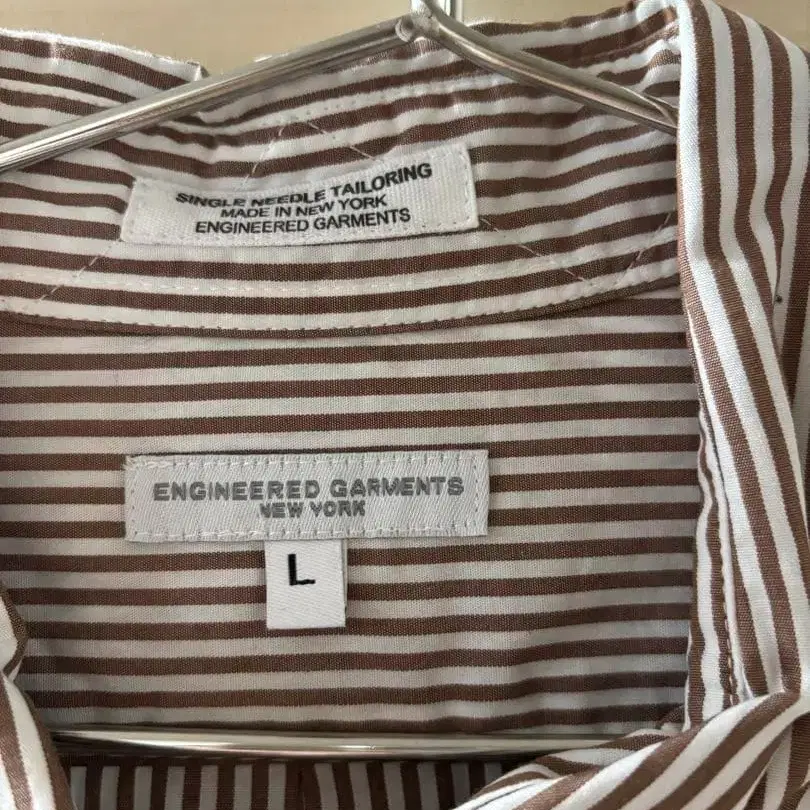 SINGLE NEEDLE TAILORING
MADE IN NEW YORK
ENGINEERED GARMENTS
ENGINEERED GARMENTS
NEW YORK
L